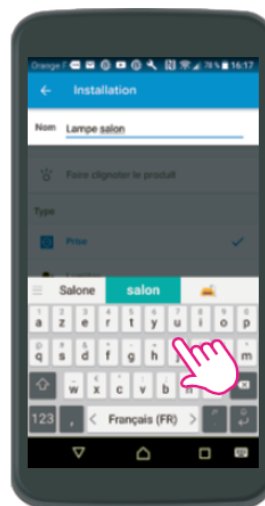 Orange F 78 % 16:17
Installation
Nom Lampe salon
Faire clignoter le produit
Type
Prise
Salone salon
a z e r t y u i o p
q s d f g h j m
w x c v b n
123 , < Français (FR) > .